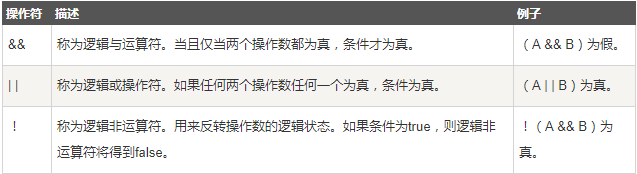 操作符 描述 例子
&& 称为逻辑与运算符。当且仅当两个操作数都为真，条件才为真。 （A && B）为假。
| | 称为逻辑或操作符。如果任何两个操作数任何一个为真，条件为真。 （A | | B）为真。
！ 称为逻辑非运算符。用来反转操作数的逻辑状态。如果条件为true，则逻辑非 ！（A && B）为
运算符将得到false。 真。